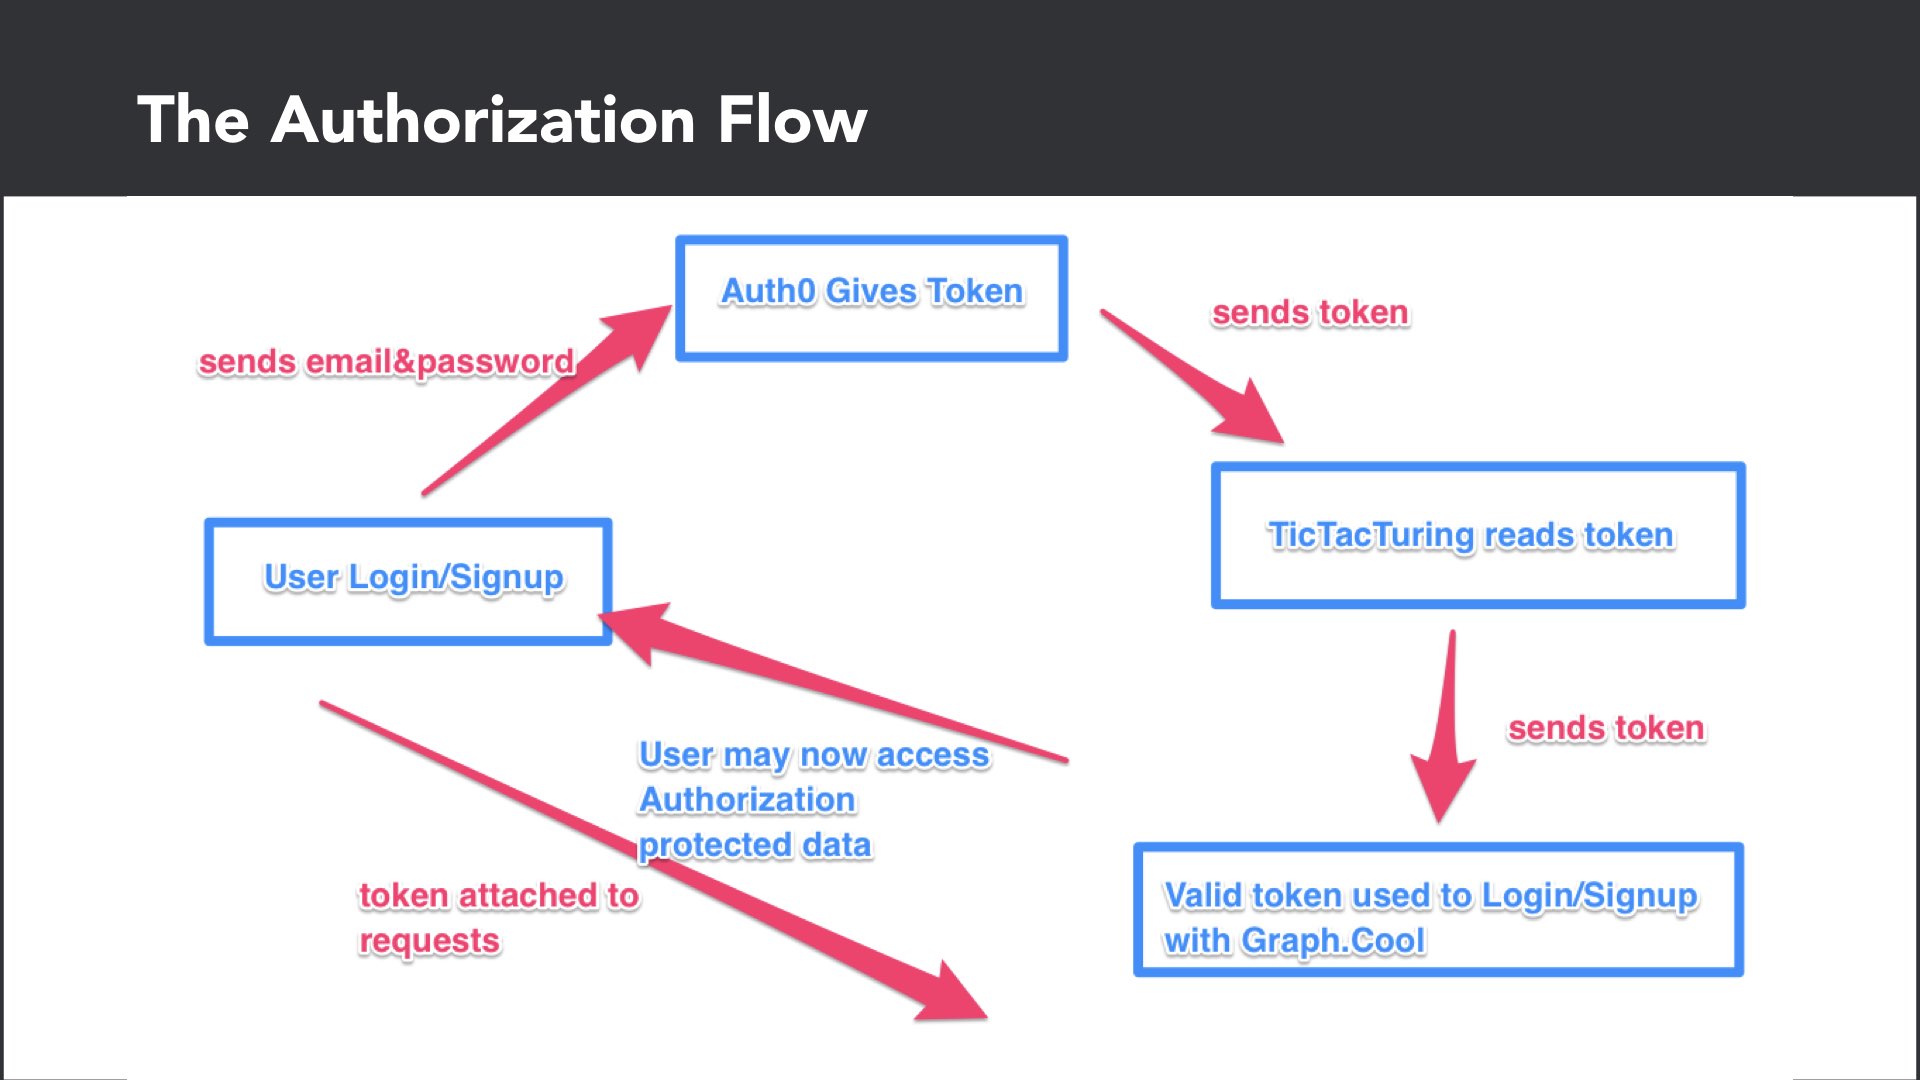 The Authorization Flow
Auth0 Gives Token
sends token
sends email&password
TicTacTuring reads token
User Login/Signup
sends token
User may now access
Authorization
protected data
token attached to
requests
Valid token used to Login/Signup
with Graph.Cool